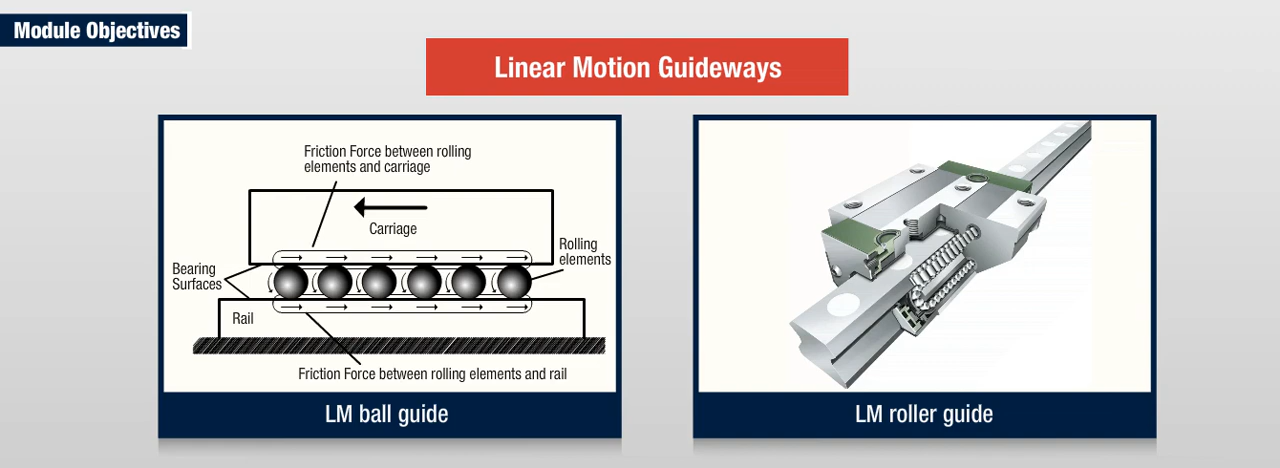 Module Objectives
Linear Motion Guideways
Friction Force between rolling
elements and carriage
Carriage
Rolling
elements
Bearing
Surfaces
Rail
Friction Force between rolling elements and rail
LM ball guide
LM roller guide